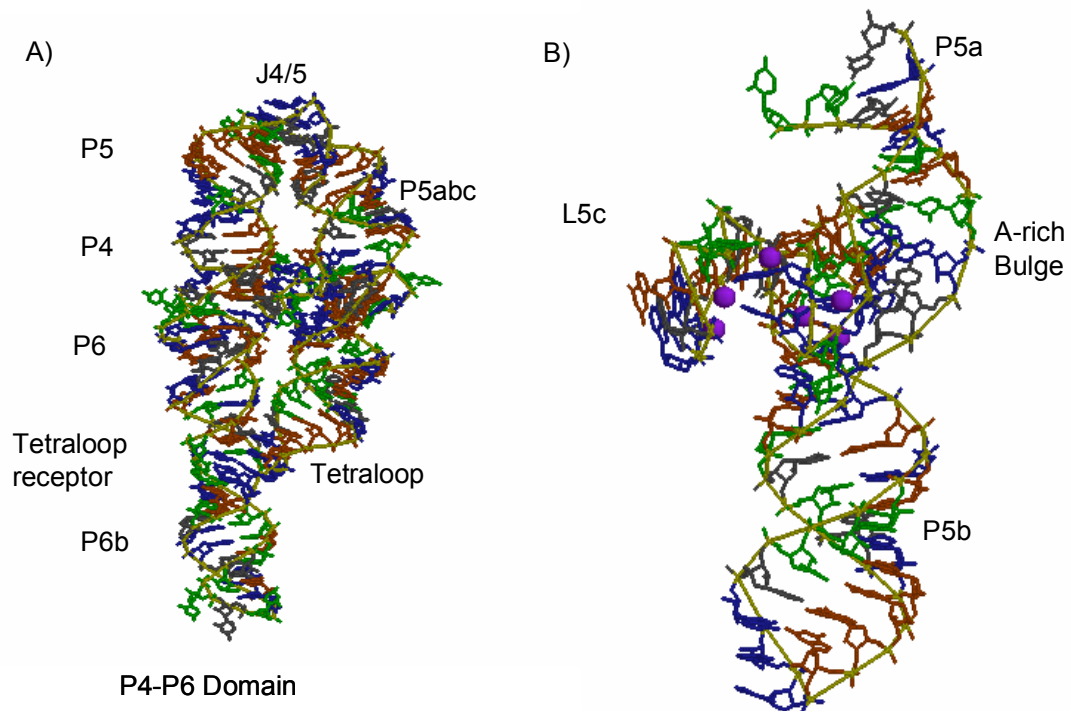 A)
J4/5
P5
P5abc
P4
P6
Tetraloop
receptor
Tetraloop
P6b
P4-P6 Domain
B)
P5a
L5c
A-rich
Bulge
P5b